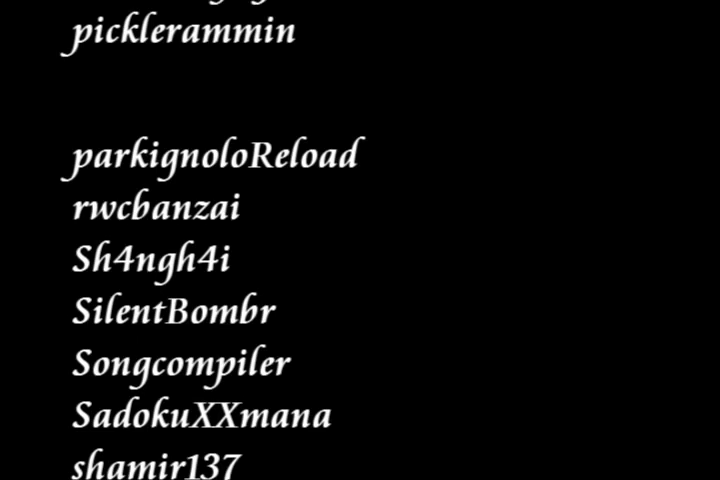 picklerammin
parkignoloReload
rwcbanzai
Sh4ngh4i
SilentBombr
Songcompiler
SadokuXXmana
shamir137